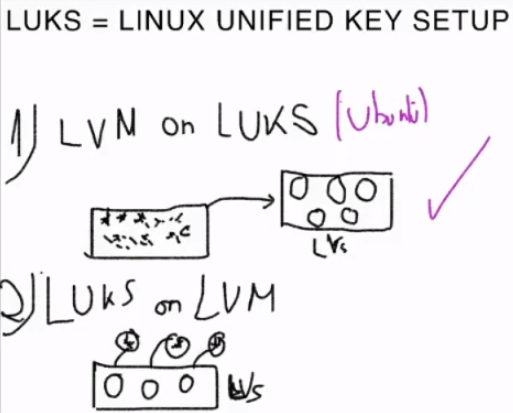 LUKS = LINUX UNIFIED KEY SETUP
1) LVM on LUKS (Ubuntu)
LVs
2) LUKS on LVM
LVs